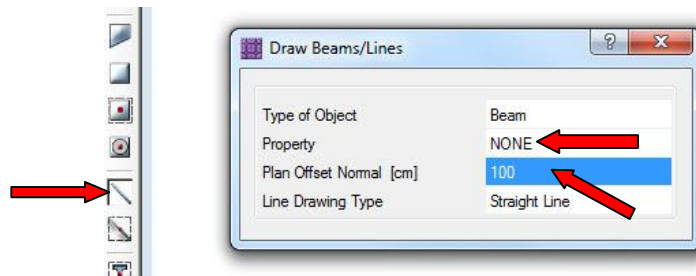 Draw Beams/Lines
Type of Object Beam
Property NONE
Plan Offset Normal [cm] 100
Line Drawing Type Straight Line